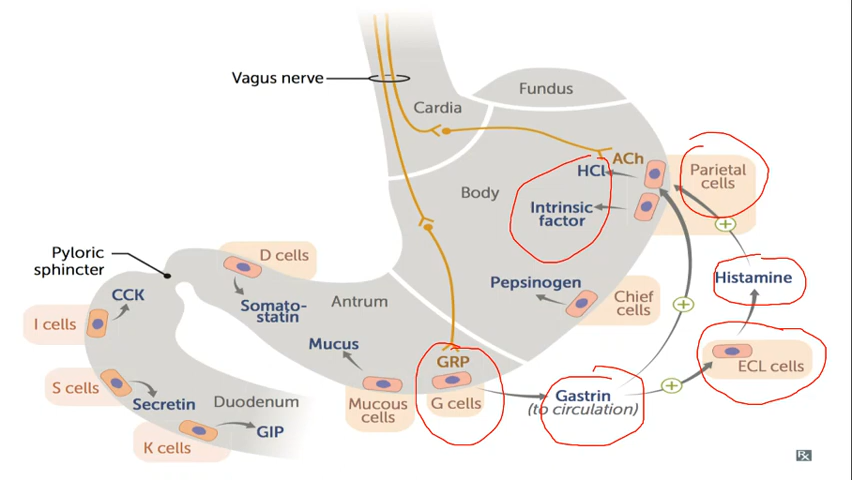 Vagus nerve
Fundus
Cardia
ACh
HCl
Parietal
cells
Body
Intrinsic
factor
Pyloric
sphincter
D cells
Histamine
CCK
Somato-
statin
Antrum
Pepsinogen
Chief
cells
I cells
Mucus
GRP
ECL cells
S cells
Secretin
Duodenum
Mucous
cells
G cells
Gastrin
(to circulation)
K cells
GIP
Rx